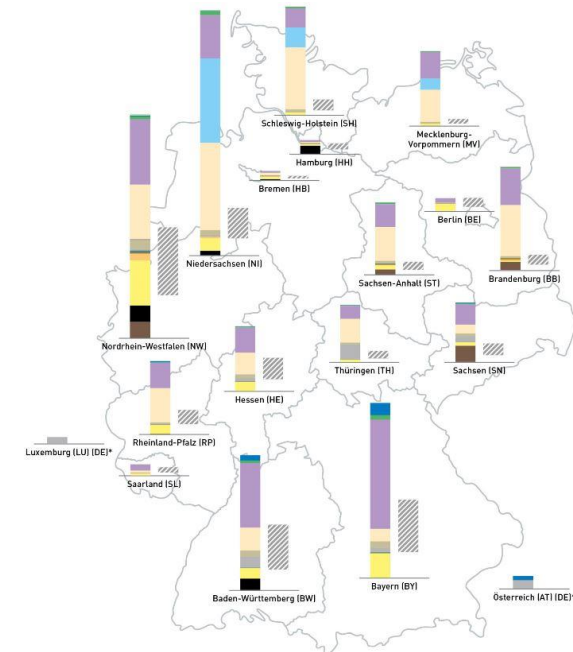 Schleswig-Holstein (SH)
Mecklenburg-
Vorpommern (MV)
Hamburg (HH)
Bremen (HB)
Berlin (BE)
Niedersachsen (NI)
Sachsen-Anhalt (ST)
Brandenburg (BB)
Nordrhein-Westfalen (NW)
Hessen (HE)
Thüringen (TH)
Sachsen (SN)
Rheinland-Pfalz (RP)
Luxemburg (LU) (DE)*
Saarland (SL)
Baden-Württemberg (BW)
Bayern (BY)
Österreich (AT) (DE)*